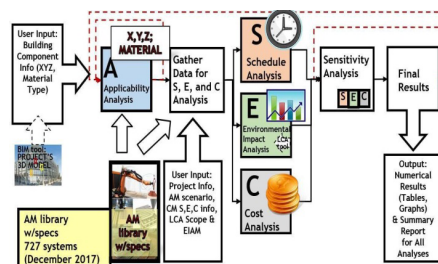 User Input:
Building
Component
Info (XYZ,
Material
Type)
BIM tool:
PROJECT'S
3D MODEL
AM library
w/specs
727 systems
(December 2017)
X,Y,Z;
MATERIAL
A
Applicability
Analysis
AM
library
w/specs
Gather
Data for
S, E, and C
Analysis
User Input:
Project Info,
AM scenario,
CM S,E,C info,
LCA Scope &
EIAM
S
Schedule
Analysis
E
Environmental
Impact
Analysis
LCA
tool
C
Cost
Analysis
Sensitivity
Analysis
S E C
Final
Results
Output:
Numerical
Results
(Tables,
Graphs) &
Summary
Report for
All
Analyses